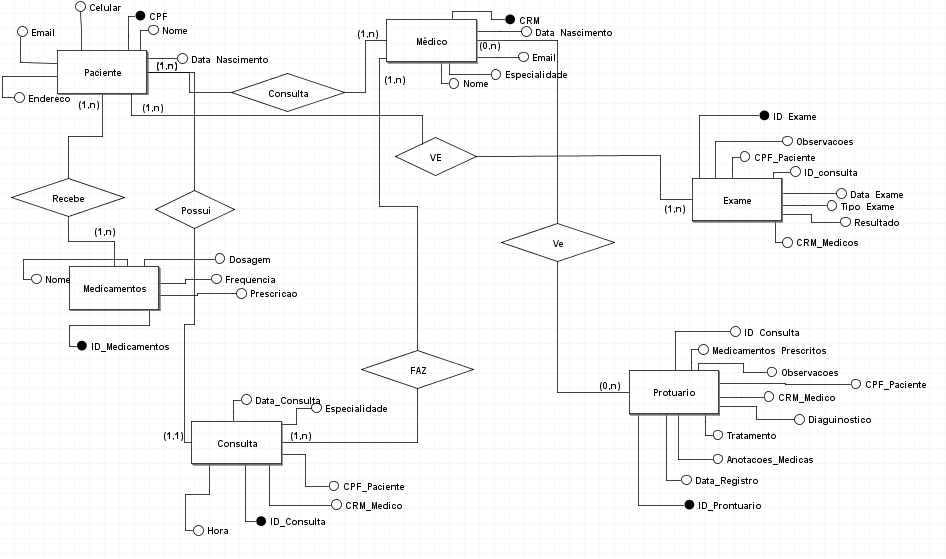 Celular
CPF
Email
Nome
Data Nascimento
Paciente
(1,n)
Endereco
(1,n)
(1,n)
Consulta
CRM
(1,n)
Médico
Data Nascimento
(0,n)
Email
Especialidade
(1,n)
Nome
VE
ID Exame
Observacoes
CPF_Paciente
ID_consulta
Exame
Data Exame
Tipo Exame
(1,n)
Resultado
CRM_Medicos
Recebe
Possui
(1,n)
Ve
Dosagem
Nome
Frequencia
Medicamentos
Prescricao
ID_Medicamentos
FAZ
ID Consulta
Medicamentos Prescritos
Observacoes
(0,n)
Protuario
CPF_Paciente
CRM_Medico
Diaguinostico
Tratamento
Anotacoes_Medicas
Data_Registro
ID_Prontuario
Data_Consulta
Especialidade
(1,1)
Consulta
(1,n)
CPF_Paciente
CRM_Medico
ID_Consulta
Hora